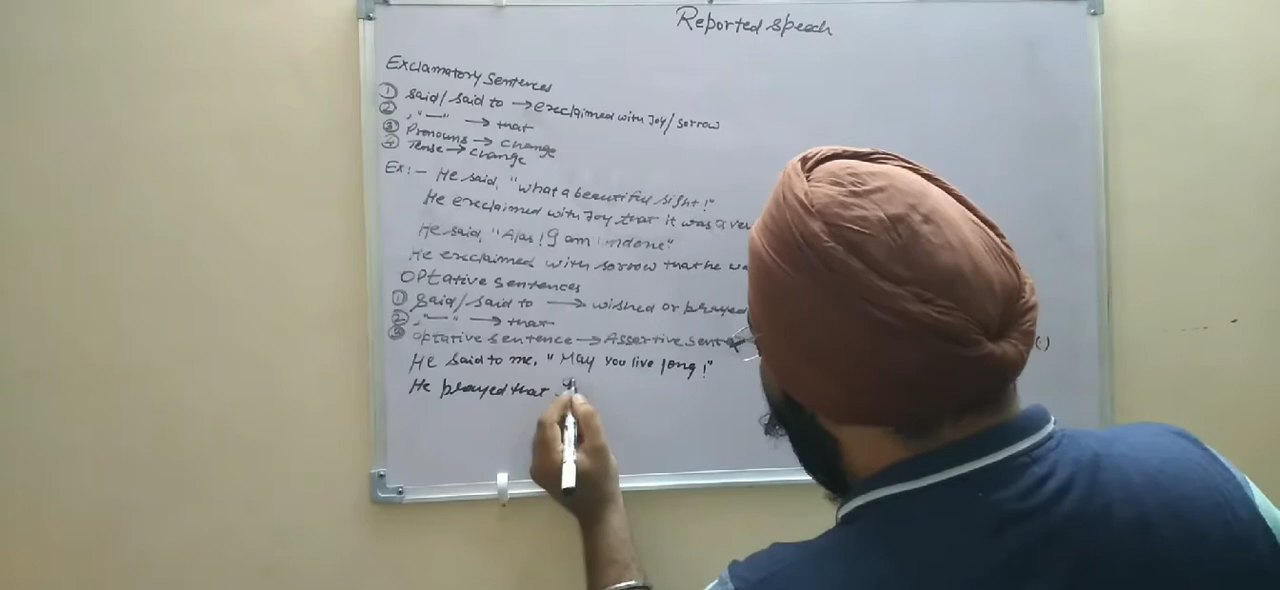 Reported speech
Exclamatory Sentences
① said/said to → exclaimed with Joy/sorrow
② , "—" → that
③ Pronouns → change
④ Tense → change
Ex:- He said, "what a beautiful sight!"
He exclaimed with Joy that it was a
He said, "Alas! I am undone"
He exclaimed with sorrow that he
OPtative sentences
① Said/said to → wished or prayed
② , "—" → that
③ optative sentence → Assertive (.)
He said to me, "May you live long!"
He prayed that I